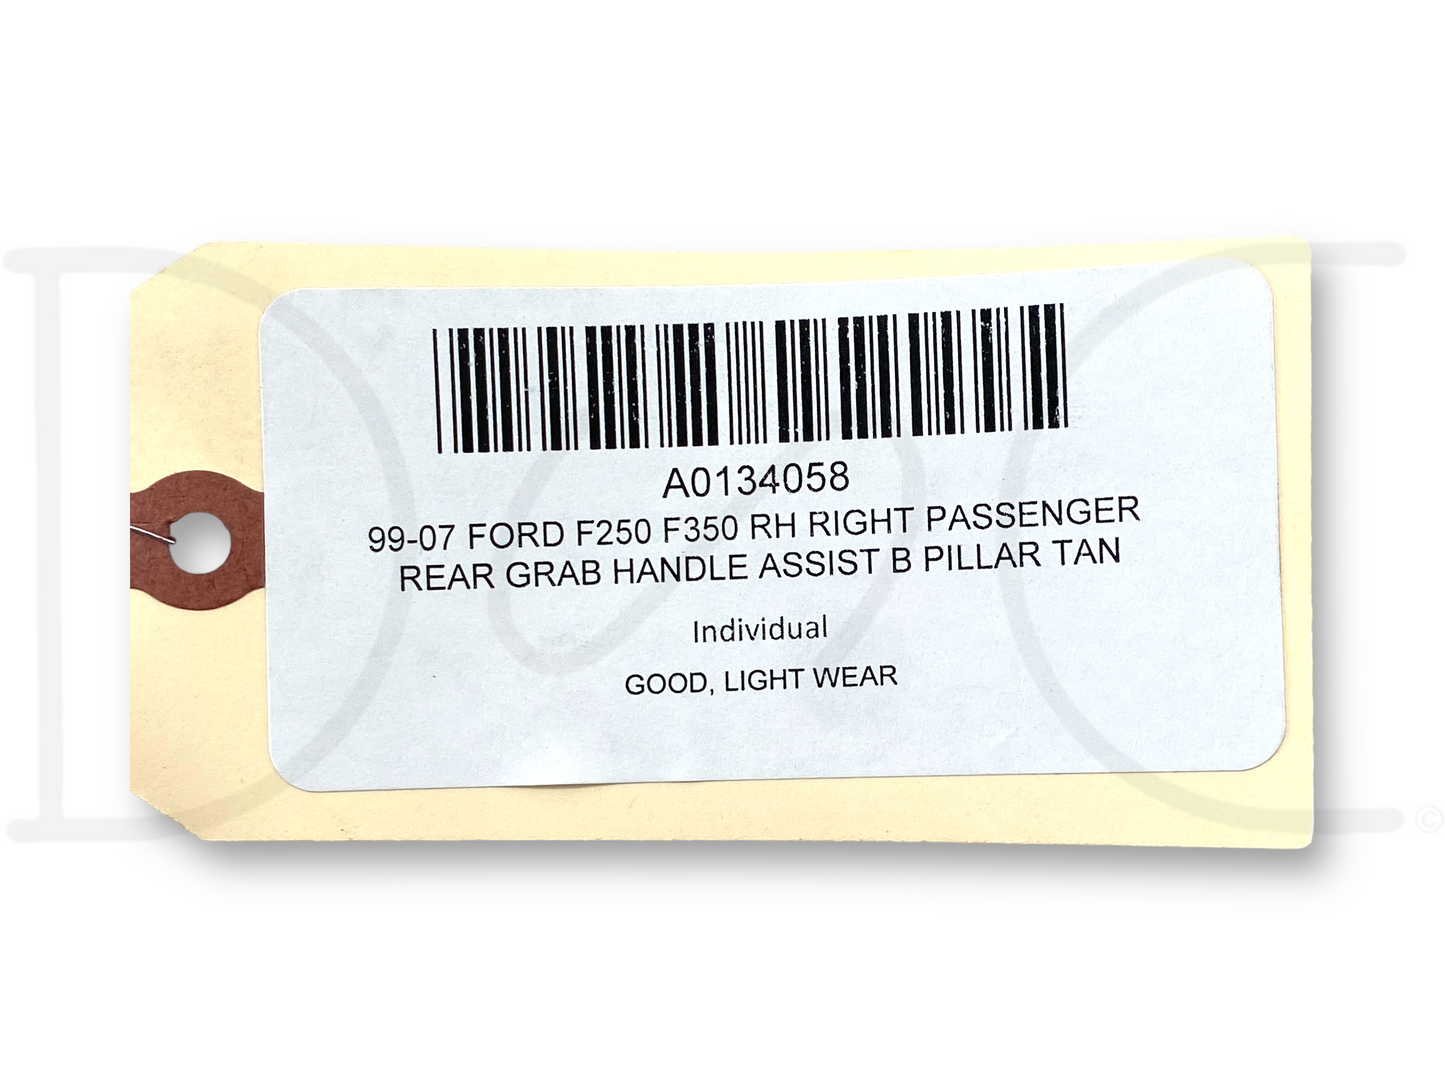 A0134058
99-07 FORD F250 F350 RH RIGHT PASSENGER
REAR GRAB HANDLE ASSIST B PILLAR TAN
Individual
GOOD, LIGHT WEAR
©